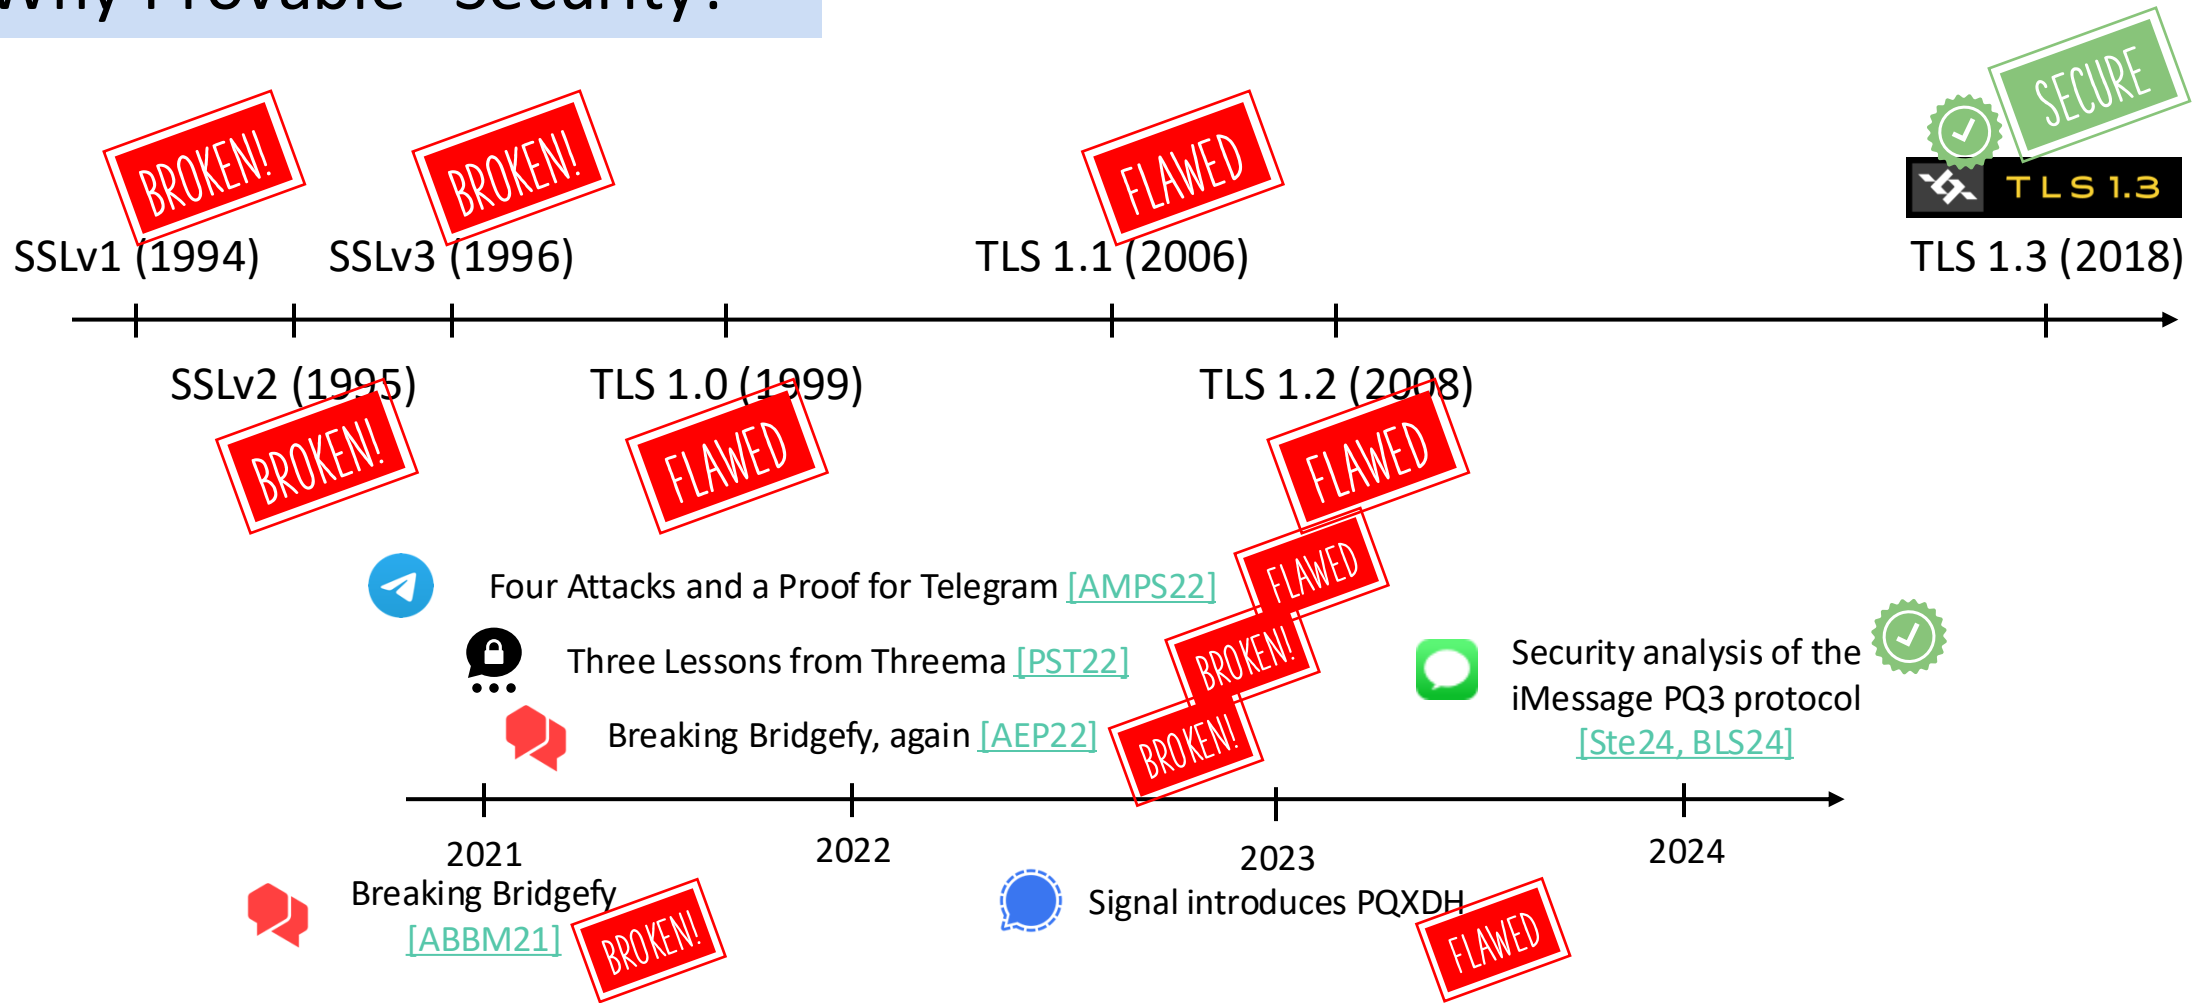 Why Provable Security?
SECURE
BROKEN!
BROKEN!
FLAWED
TLS 1.3
SSLv1 (1994)
SSLv3 (1996)
TLS 1.1 (2006)
TLS 1.3 (2018)
SSLv2 (1995)
TLS 1.0 (1999)
TLS 1.2 (2008)
BROKEN!
FLAWED
FLAWED
Four Attacks and a Proof for Telegram [AMPS22]
FLAWED
Three Lessons from Threema [PST22]
BROKEN!
Security analysis of the
iMessage PQ3 protocol
[Ste24, BLS24]
Breaking Bridgefy, again [AEP22]
BROKEN!
2021
2022
2023
2024
Breaking Bridgefy
[ABBM21]
BROKEN!
Signal introduces PQXDH
FLAWED